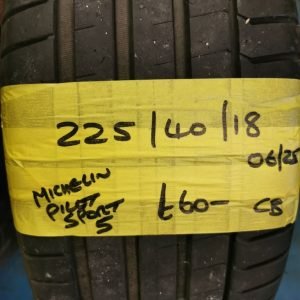 225/40/18
06/25
MICHELIN
PILOT
SPORT
5
£60- CB